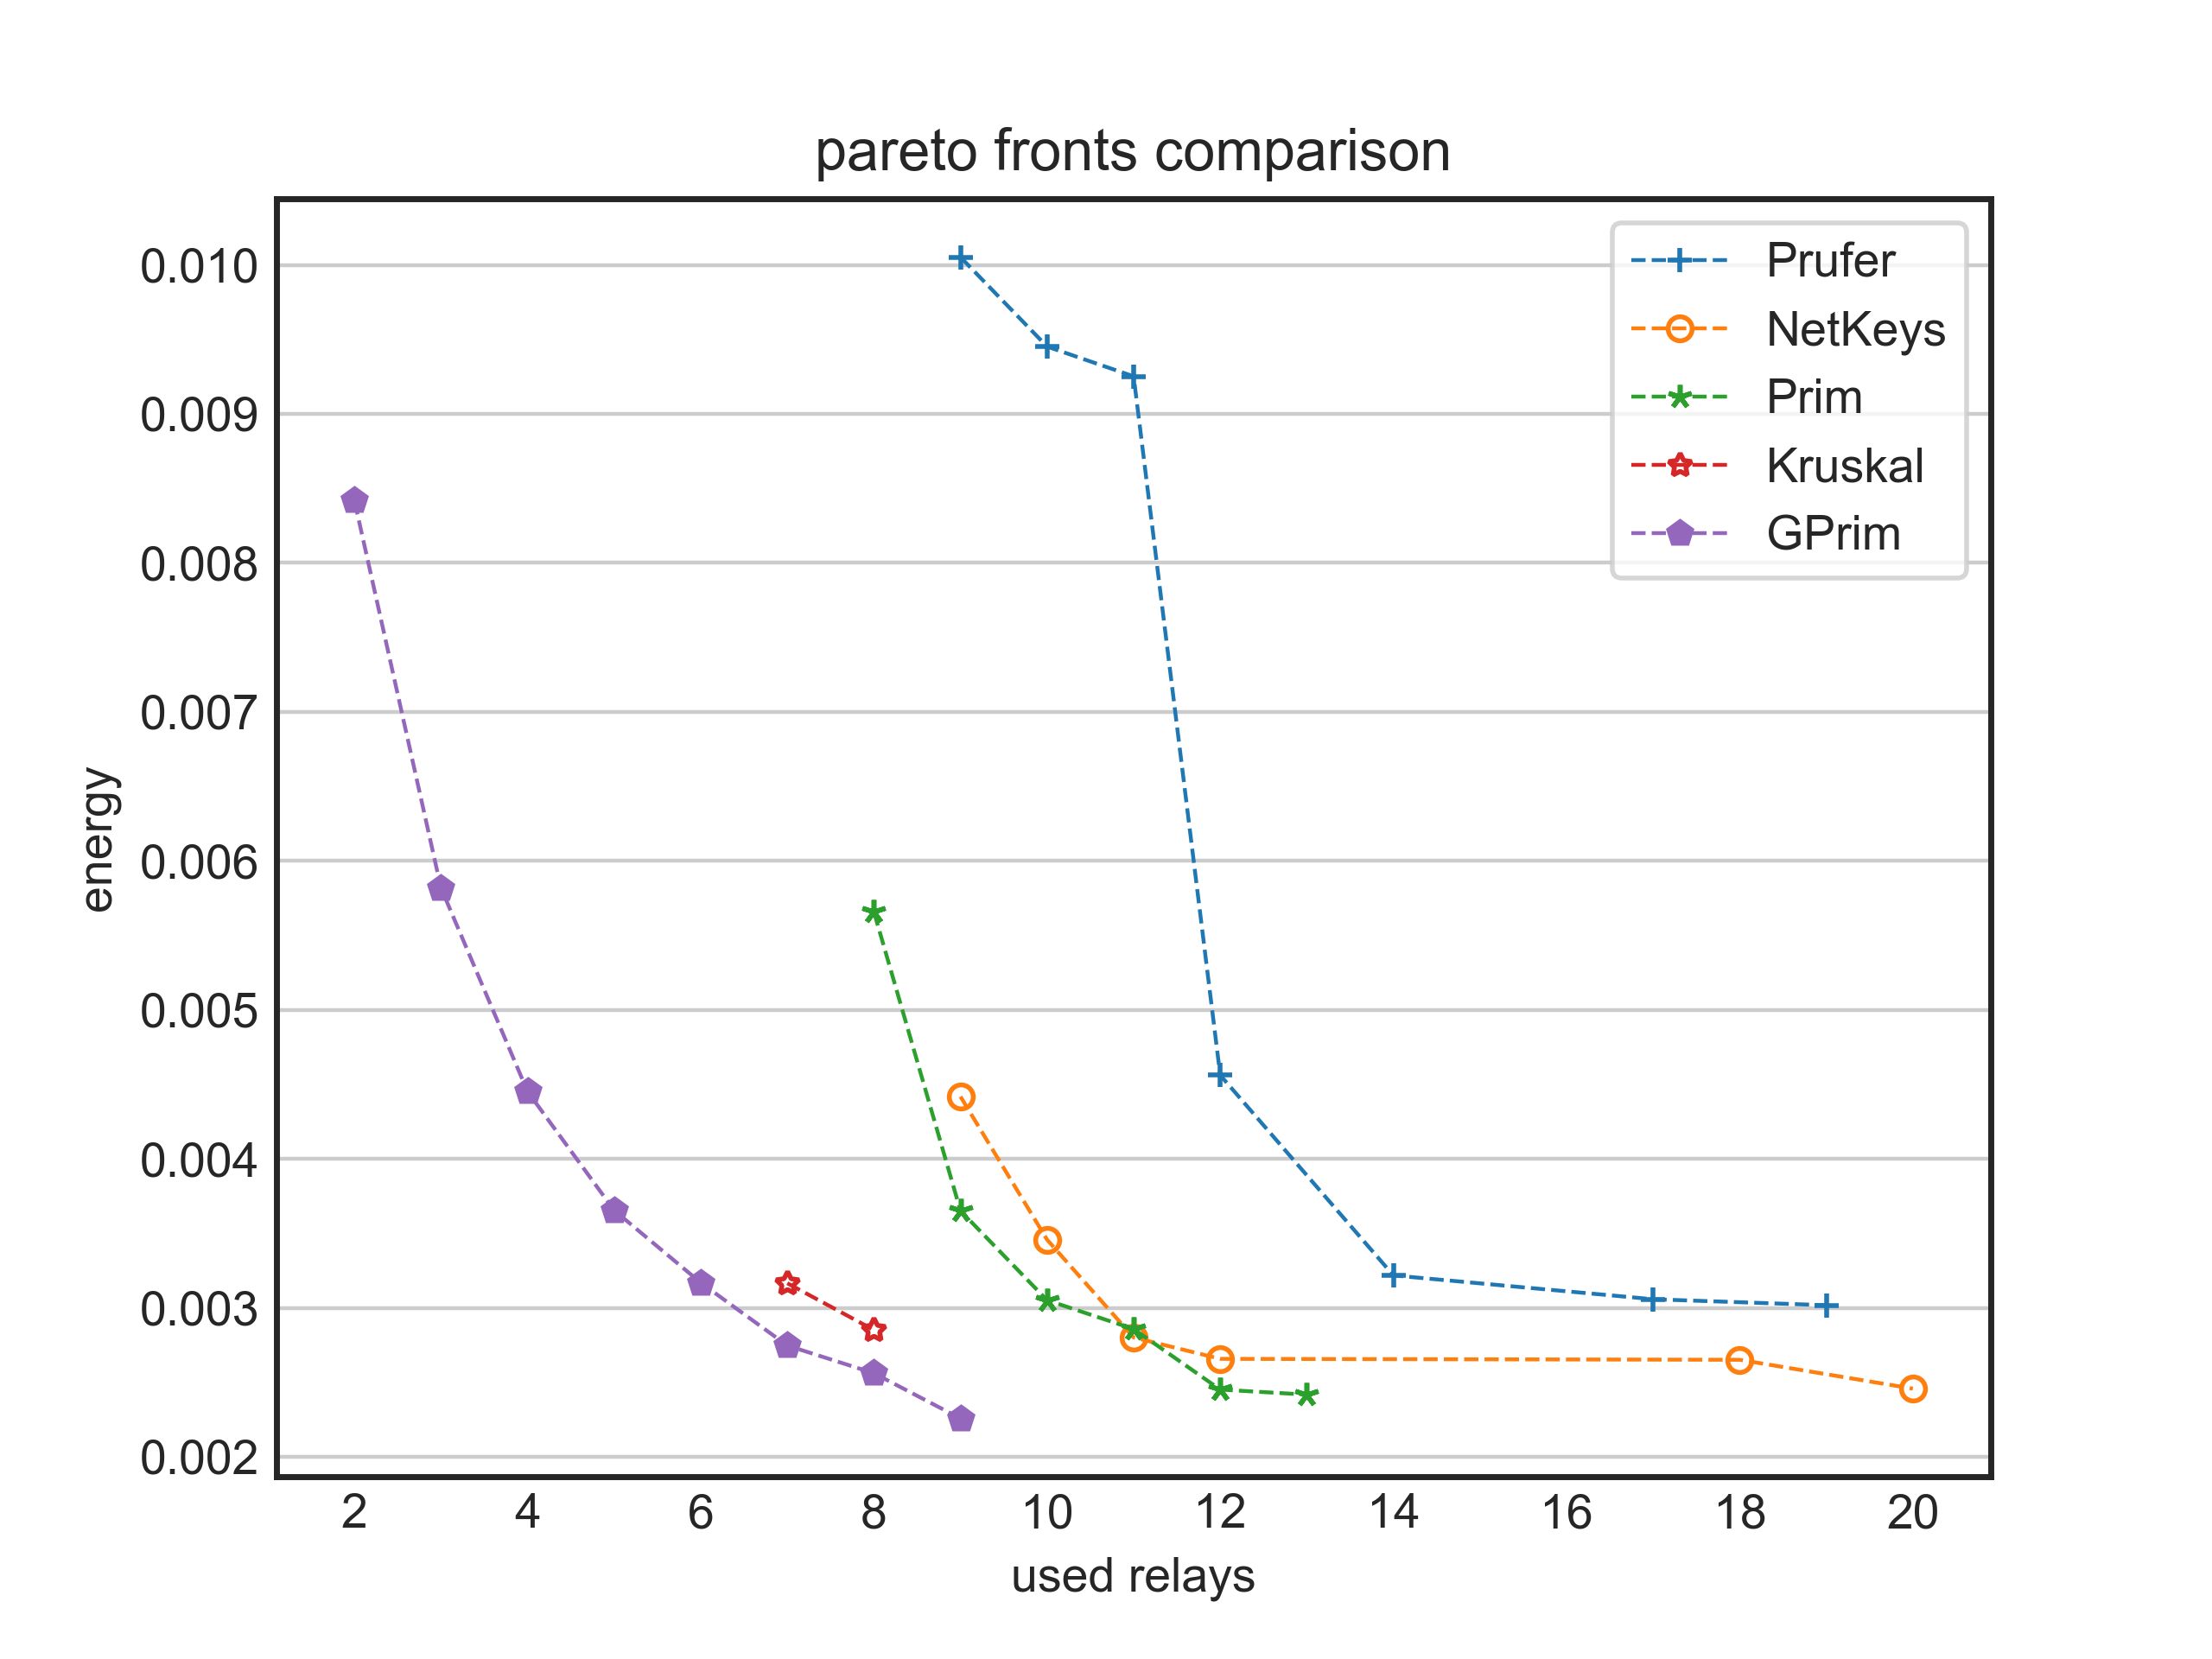 pareto fronts comparison
0.010
0.009
0.008
0.007
0.006
0.005
0.004
0.003
0.002
energy
Prufer
NetKeys
Prim
Kruskal
GPrim
2 4 6 8 10 12 14 16 18 20
used relays